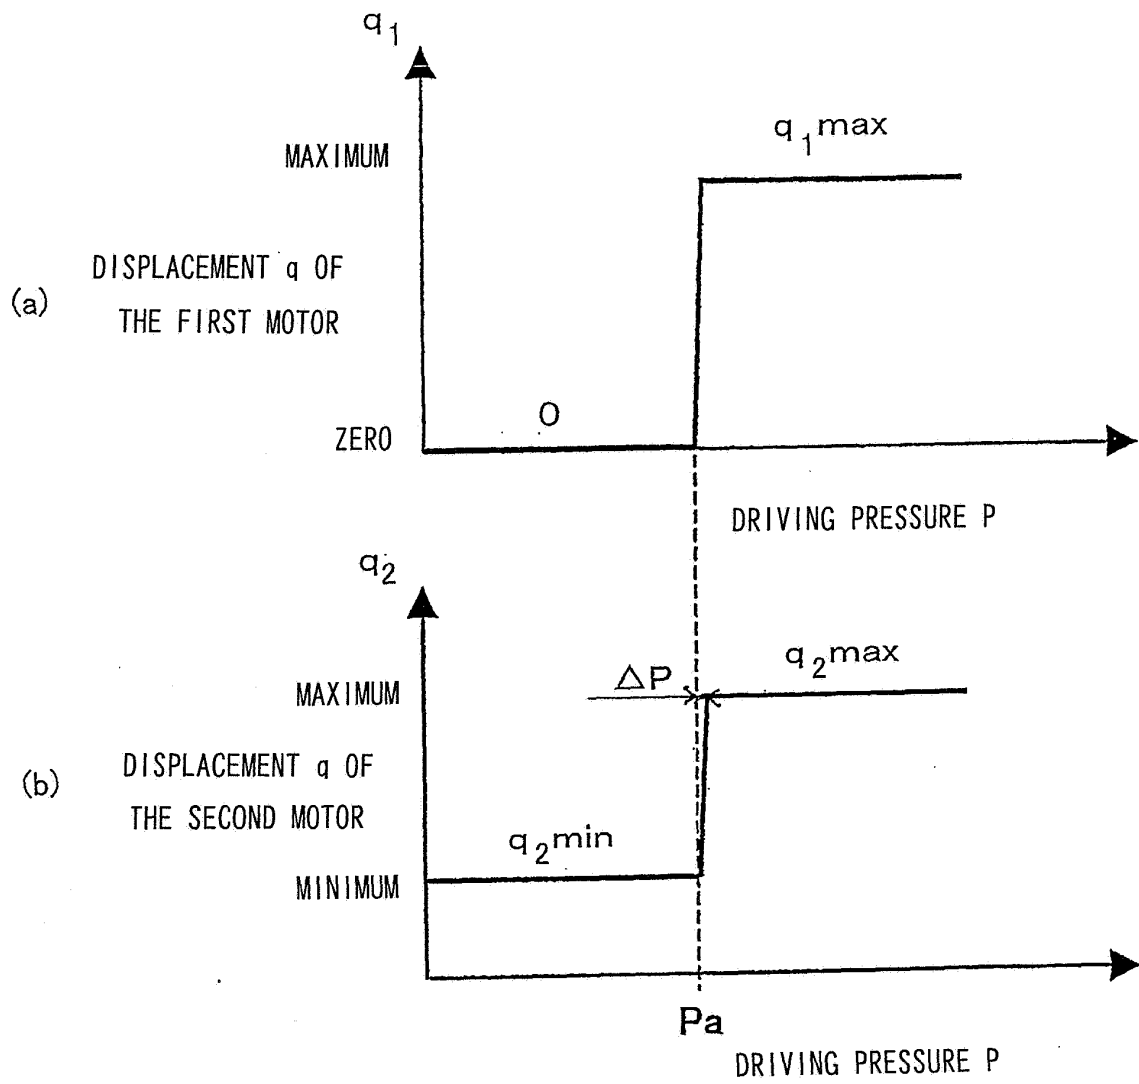 q1
MAXIMUM
q1max
(a)
DISPLACEMENT q OF
THE FIRST MOTOR
0
ZERO
DRIVING PRESSURE P
q2
q2max
ΔP
MAXIMUM
(b)
DISPLACEMENT q OF
THE SECOND MOTOR
q2min
MINIMUM
Pa
DRIVING PRESSURE P